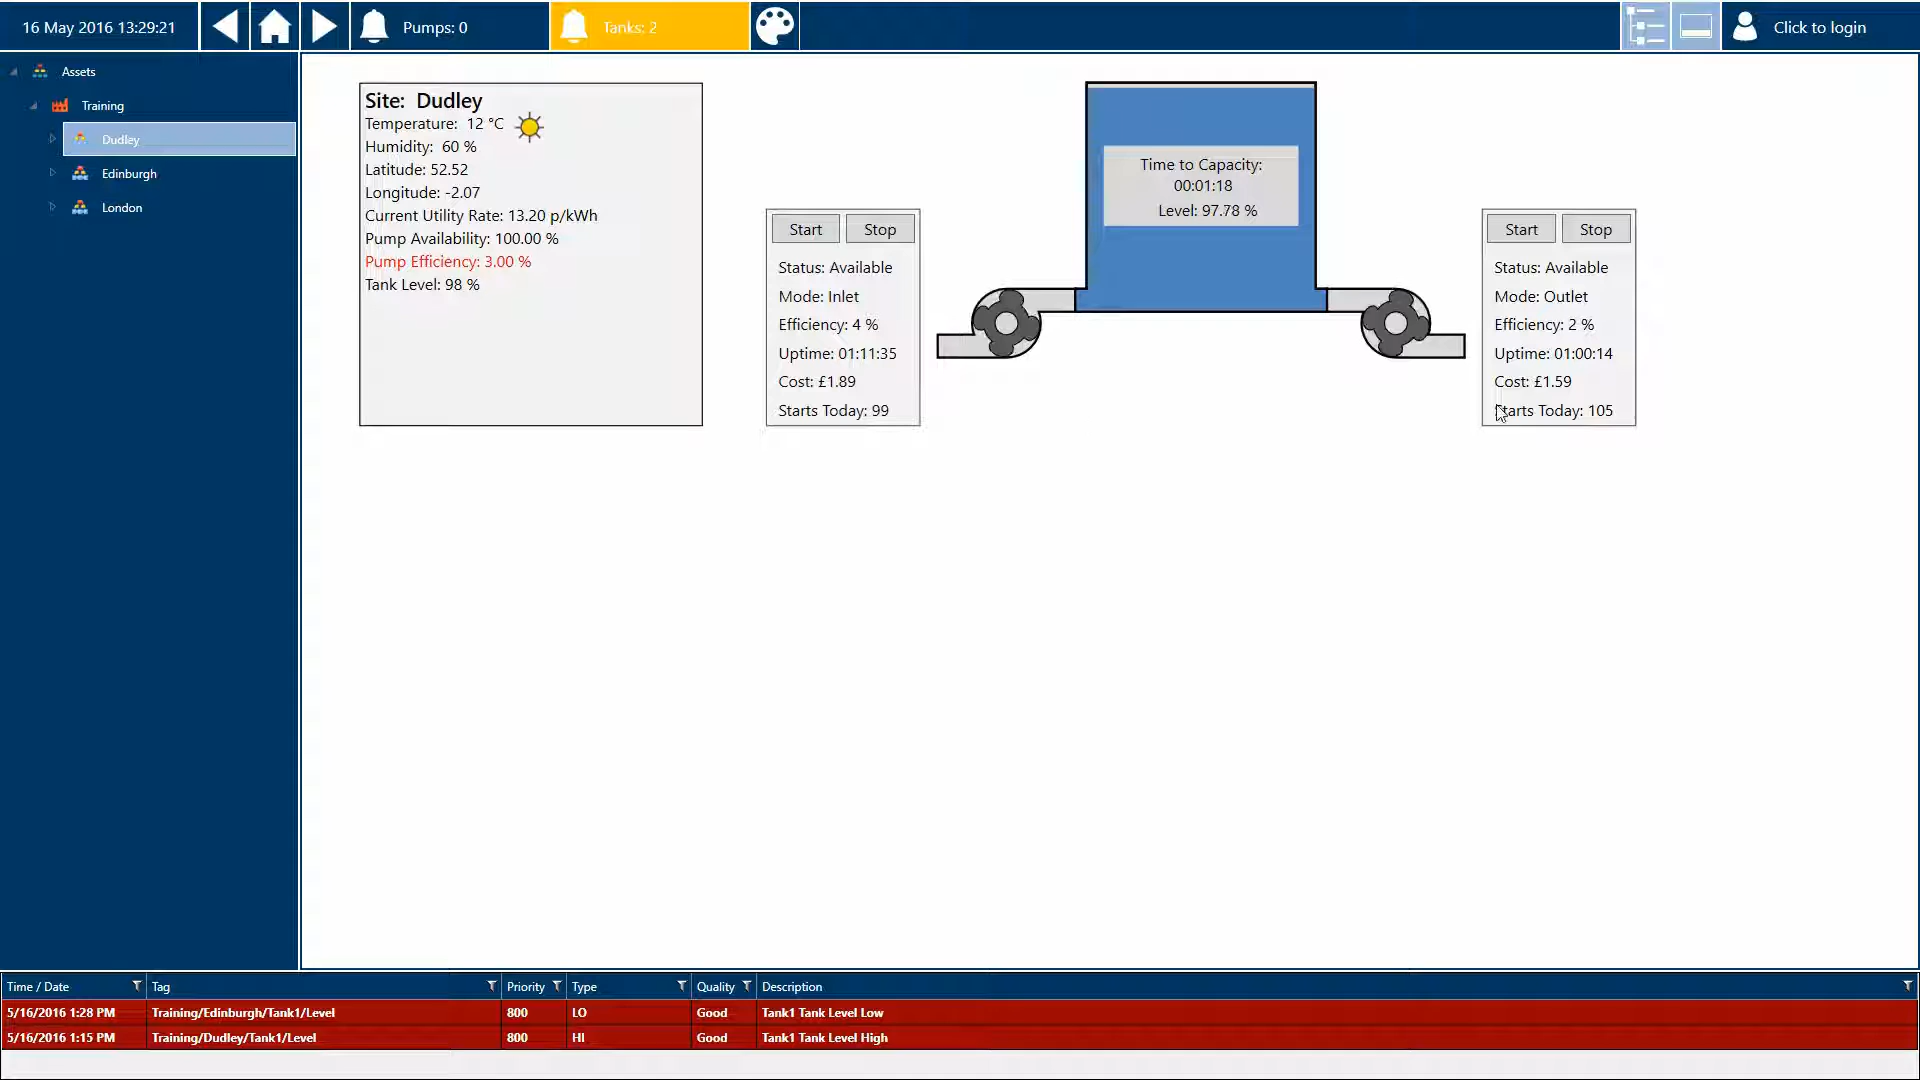 16 May 2016 13:29:21
Pumps: 0
Tanks: 2
Click to login
Assets
Training
Dudley
Edinburgh
London
Site: Dudley
Temperature: 12 °C
Humidity: 60 %
Latitude: 52.52
Longitude: -2.07
Current Utility Rate: 13.20 p/kWh
Pump Availability: 100.00 %
Pump Efficiency: 3.00 %
Tank Level: 98 %
Start Stop
Status: Available
Mode: Inlet
Efficiency: 4 %
Uptime: 01:11:35
Cost: £1.89
Starts Today: 99
Time to Capacity:
00:01:18
Level: 97.78 %
Start Stop
Status: Available
Mode: Outlet
Efficiency: 2 %
Uptime: 01:00:14
Cost: £1.59
Starts Today: 105
Time / Date Tag Priority Type Quality Description
5/16/2016 1:28 PM Training/Edinburgh/Tank1/Level 800 LO Good Tank1 Tank Level Low
5/16/2016 1:15 PM Training/Dudley/Tank1/Level 800 HI Good Tank1 Tank Level High